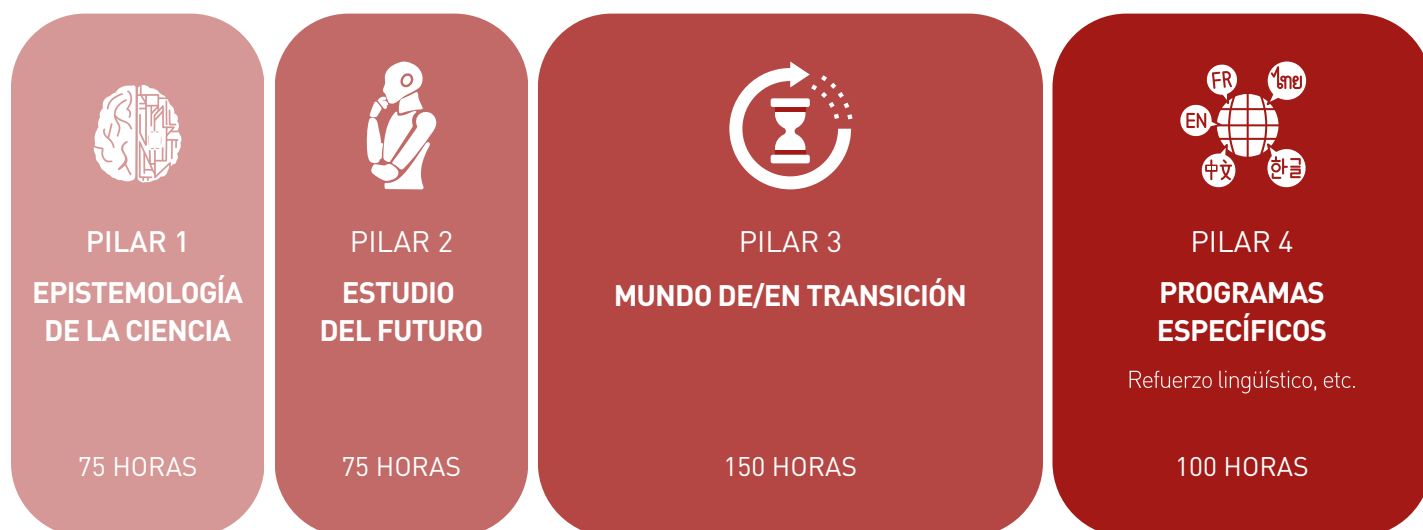 FR
ไทย
EN
中文
한글
PILAR 1
EPISTEMOLOGÍA
DE LA CIENCIA
75 HORAS
PILAR 2
ESTUDIO
DEL FUTURO
75 HORAS
PILAR 3
MUNDO DE/EN TRANSICIÓN
150 HORAS
PILAR 4
PROGRAMAS
ESPECÍFICOS
Refuerzo lingüístico, etc.
100 HORAS